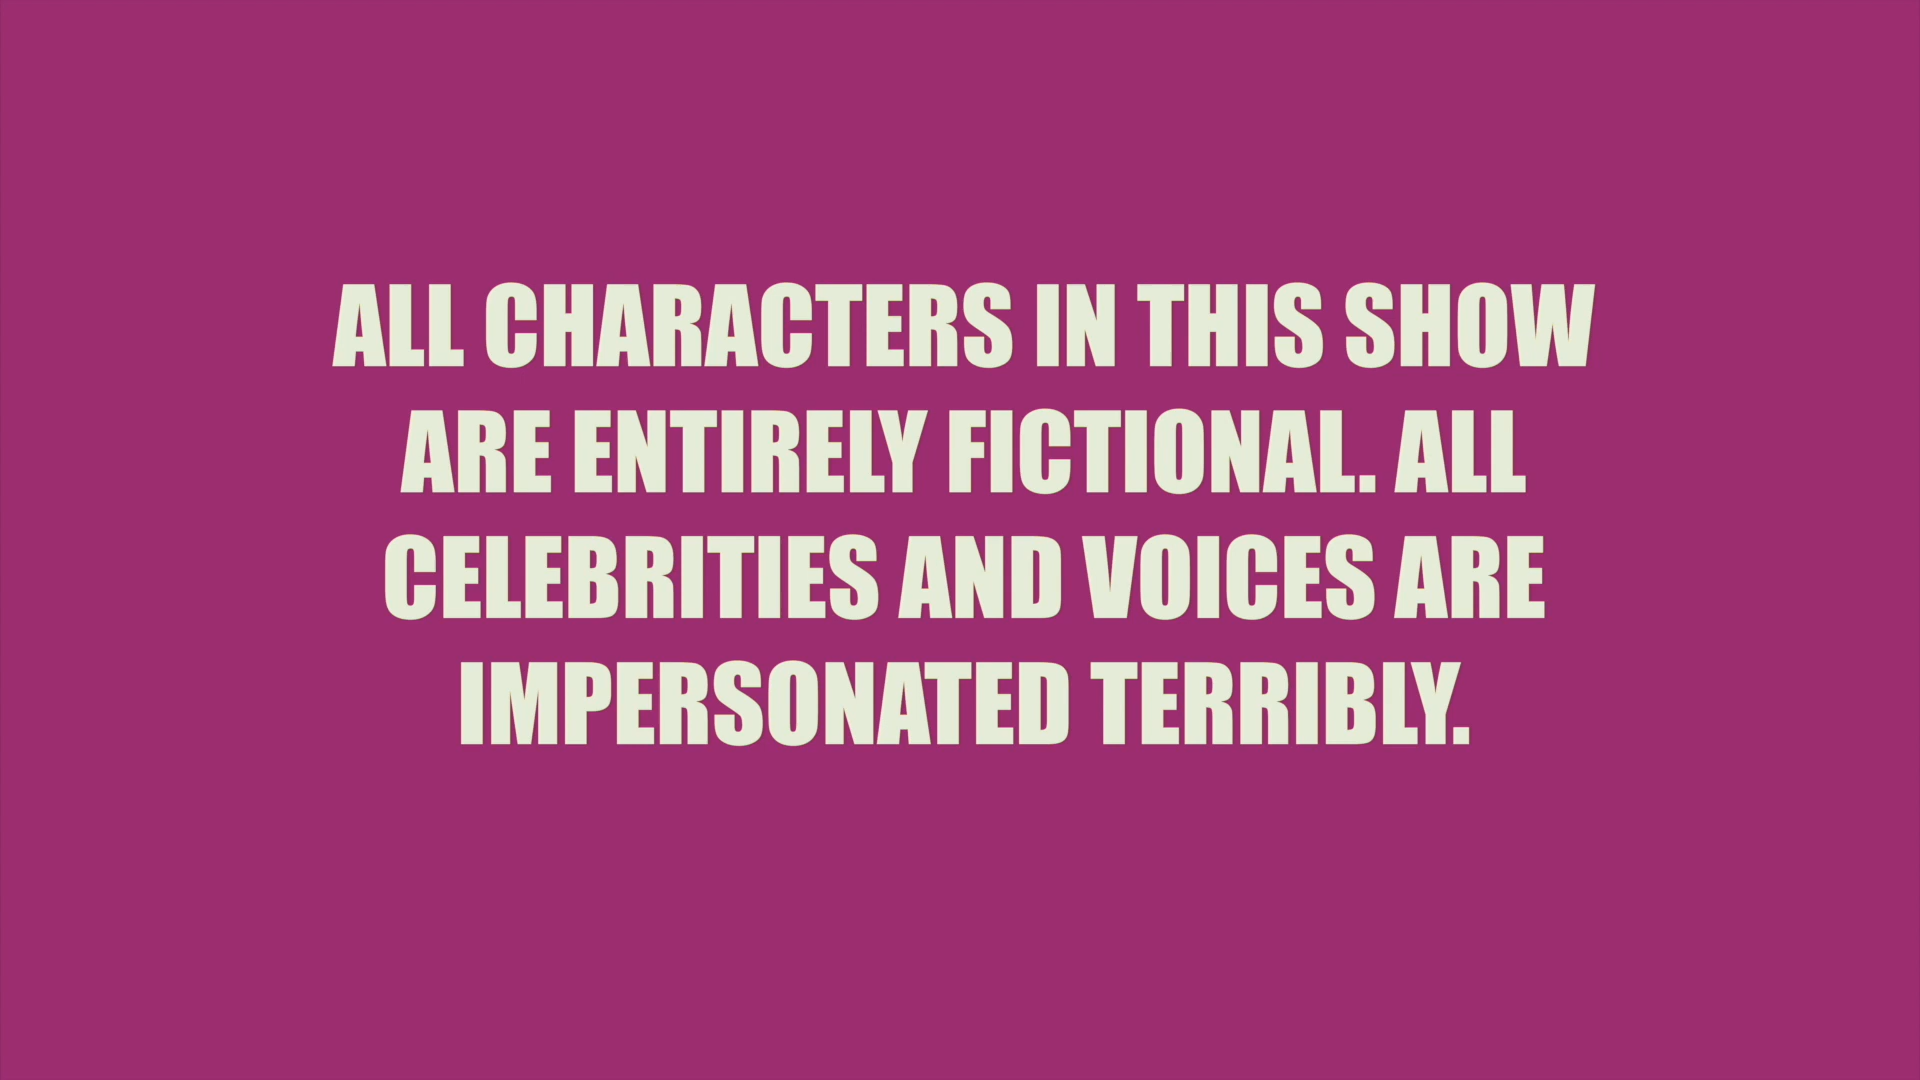 ALL CHARACTERS IN THIS SHOW
ARE ENTIRELY FICTIONAL. ALL
CELEBRITIES AND VOICES ARE
IMPERSONATED TERRIBLY.